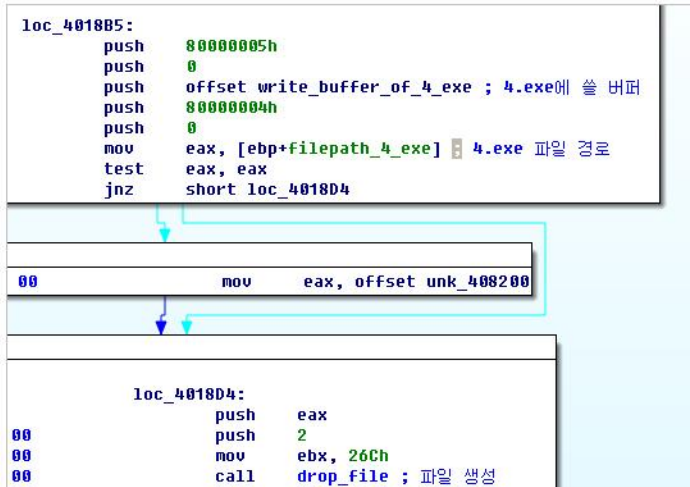 loc_4018B5:
push 80000005h
push 0
push offset write_buffer_of_4_exe ; 4.exe에 쓸 버퍼
push 80000004h
push 0
mov eax, [ebp+filepath_4_exe] ; 4.exe 파일 경로
test eax, eax
jnz short loc_4018D4
00 mov eax, offset unk_408200
loc_4018D4:
push eax
00 push 2
00 mov ebx, 26Ch
00 call drop_file ; 파일 생성